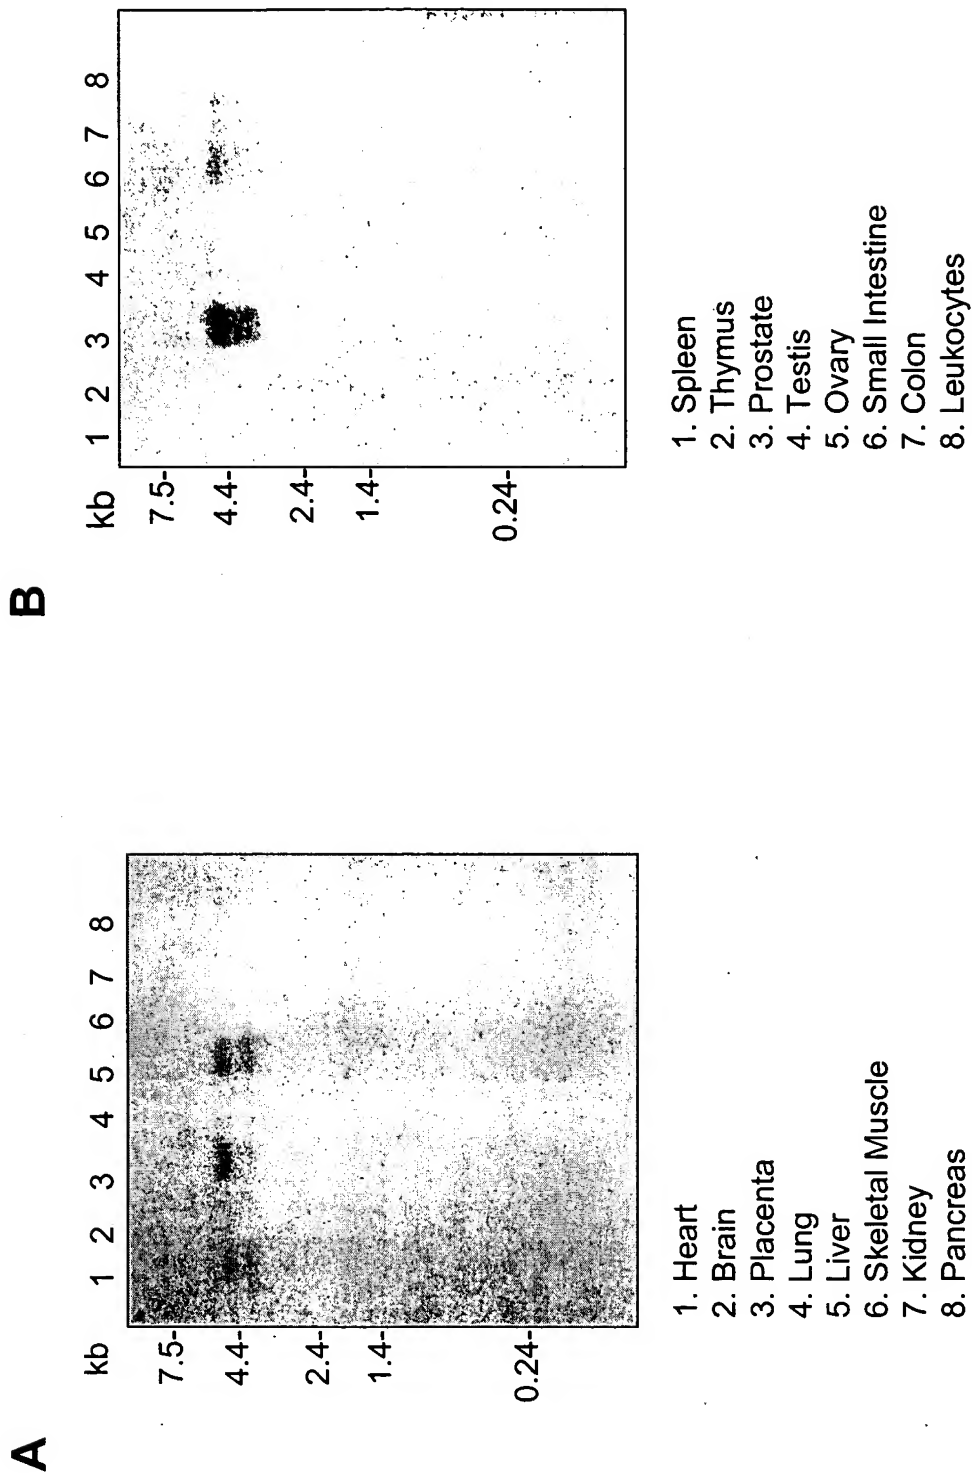 A
kb 1 2 3 4 5 6 7 8
7.5-
4.4-
2.4-
1.4-
0.24-
1. Heart
2. Brain
3. Placenta
4. Lung
5. Liver
6. Skeletal Muscle
7. Kidney
8. Pancreas
B
kb 1 2 3 4 5 6 7 8
7.5-
4.4-
2.4-
1.4-
0.24-
1. Spleen
2. Thymus
3. Prostate
4. Testis
5. Ovary
6. Small Intestine
7. Colon
8. Leukocytes